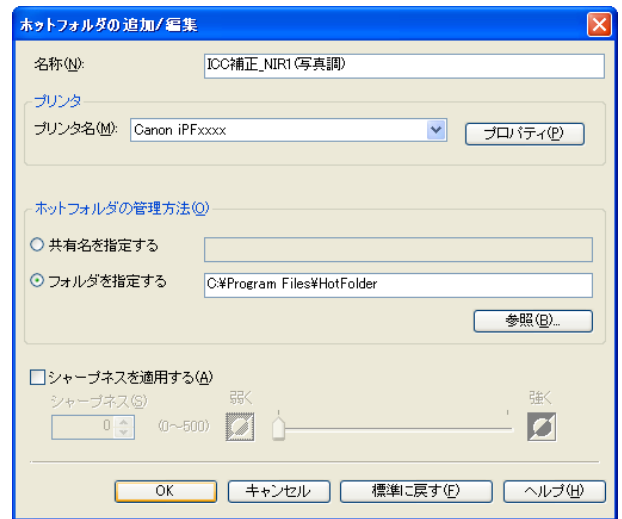 ホットフォルダの追加/編集
名称(N): ICC補正_NIR1(写真調)
プリンタ
プリンタ名(M): Canon iPFxxxx プロパティ(P)
ホットフォルダの管理方法(O)
共有名を指定する
フォルダを指定する C:¥Program Files¥HotFolder
参照(B)...
シャープネスを適用する(A)
シャープネス(S) 弱く 強く
0 (0～500)
OK キャンセル 標準に戻す(F) ヘルプ(H)